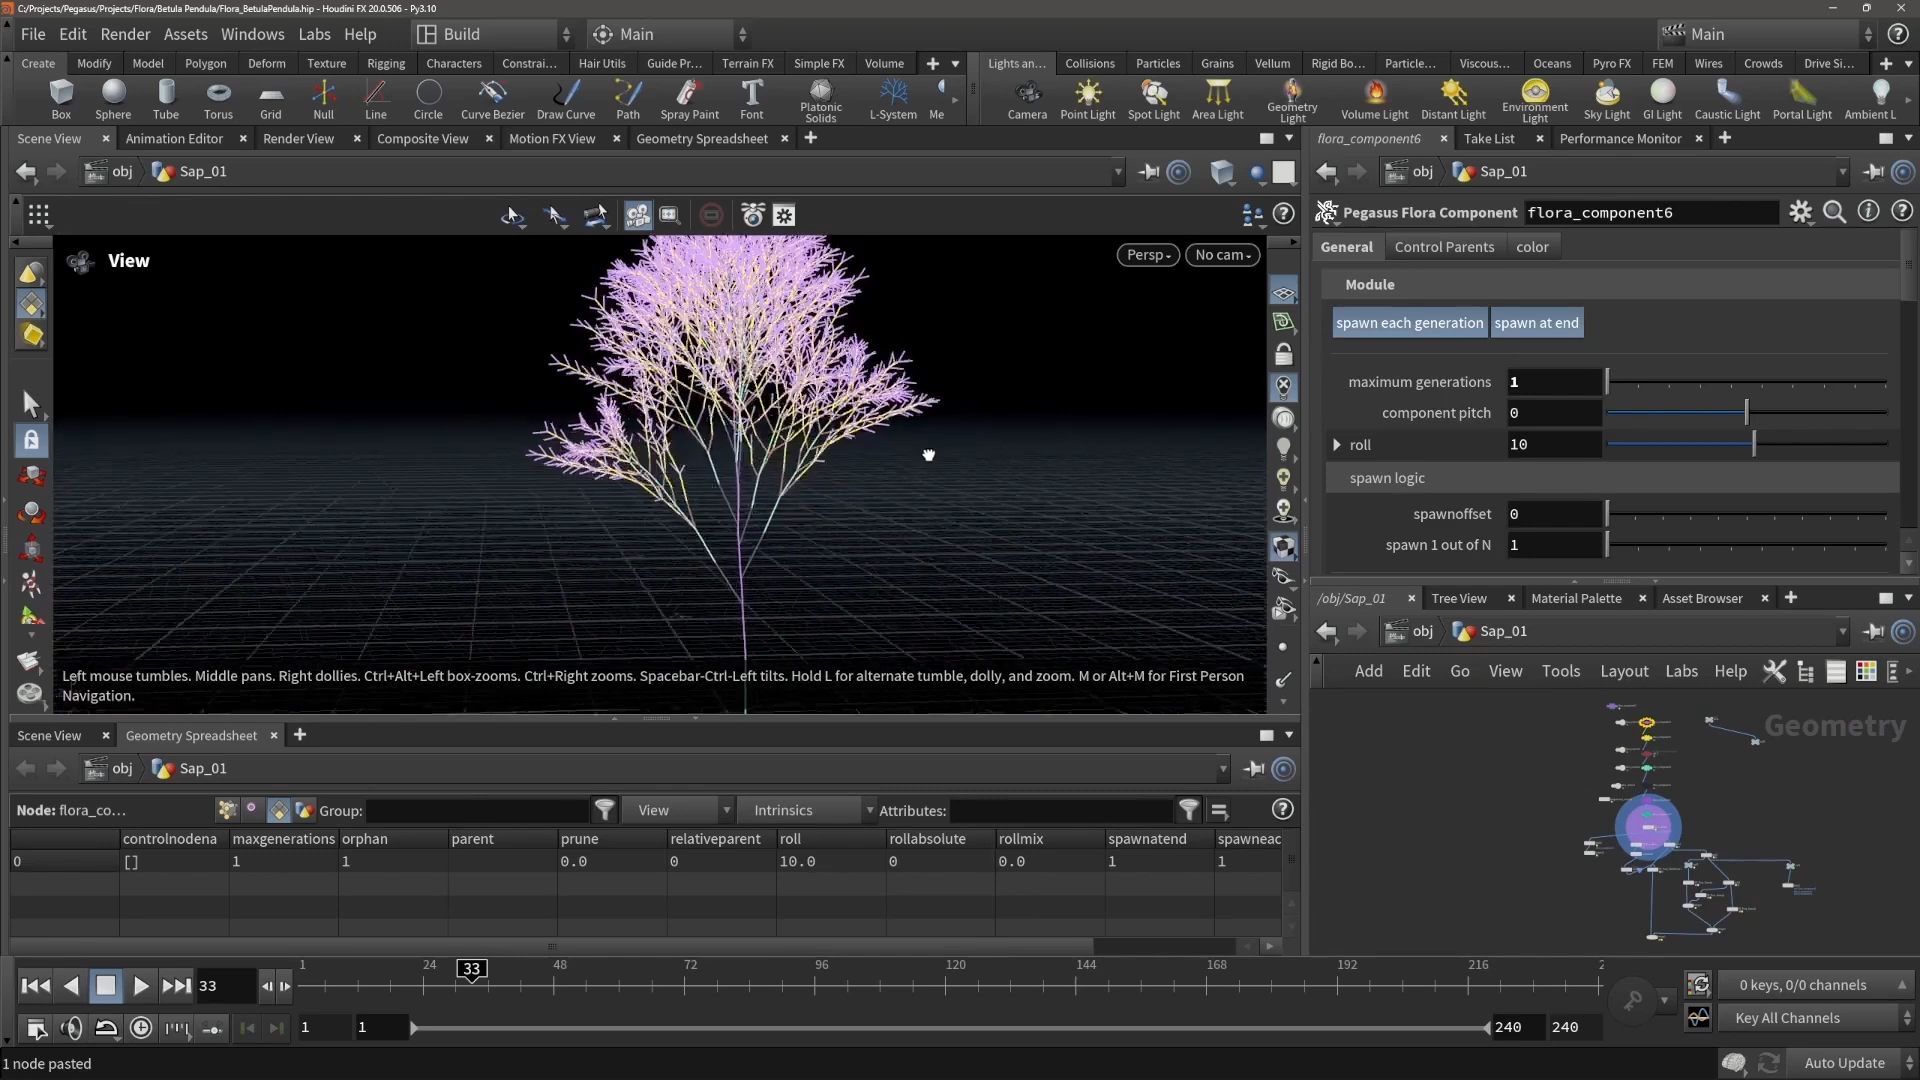 C:/Projects/Pegasus/Projects/Flora/Betula Pendula/Flora_BetulaPendula.hip - Houdini FX 20.0.506 - Py3.10
File Edit Render Assets Windows Labs Help Build Main Main
Create Modify Model Polygon Deform Texture Rigging Characters Constrai... Hair Utils Guide Pr... Terrain FX Simple FX Volume
Lights an... Collisions Particles Grains Vellum Rigid Bo... Particle... Viscous... Oceans Pyro FX FEM Wires Crowds Drive Si...
Box Sphere Tube Torus Grid Null Line Circle Curve Bezier Draw Curve Path Spray Paint Font Platonic Solids L-System Me
Camera Point Light Spot Light Area Light Geometry Light Volume Light Distant Light Environment Light Sky Light GI Light Caustic Light Portal Light Ambient L
Scene View Animation Editor Render View Composite View Motion FX View Geometry Spreadsheet
obj Sap_01
View
Persp No cam
Left mouse tumbles. Middle pans. Right dollies. Ctrl+Alt+Left box-zooms. Ctrl+Right zooms. Spacebar-Ctrl-Left tilts. Hold L for alternate tumble, dolly, and zoom. M or Alt+M for First Person
Navigation.
flora_component6 Take List Performance Monitor
obj Sap_01
Pegasus Flora Component flora_component6
General Control Parents color
Module
spawn each generation spawn at end
maximum generations 1
component pitch 0
roll 10
spawn logic
spawnoffset 0
spawn 1 out of N 1
/obj/Sap_01 Tree View Material Palette Asset Browser
obj Sap_01
Add Edit Go View Tools Layout Labs Help
Geometry
Scene View Geometry Spreadsheet
obj Sap_01
Node: flora_co... Group: View Intrinsics Attributes:
controlnodena maxgenerations orphan parent prune relativeparent roll rollabsolute rollmix spawnatend spawneac
0 [] 1 1 0.0 0 10.0 0 0.0 1 1
33 1 24 33 48 72 96 120 144 168 192 216 2
0 keys, 0/0 channels
1 1 240 240 Key All Channels
1 node pasted Auto Update